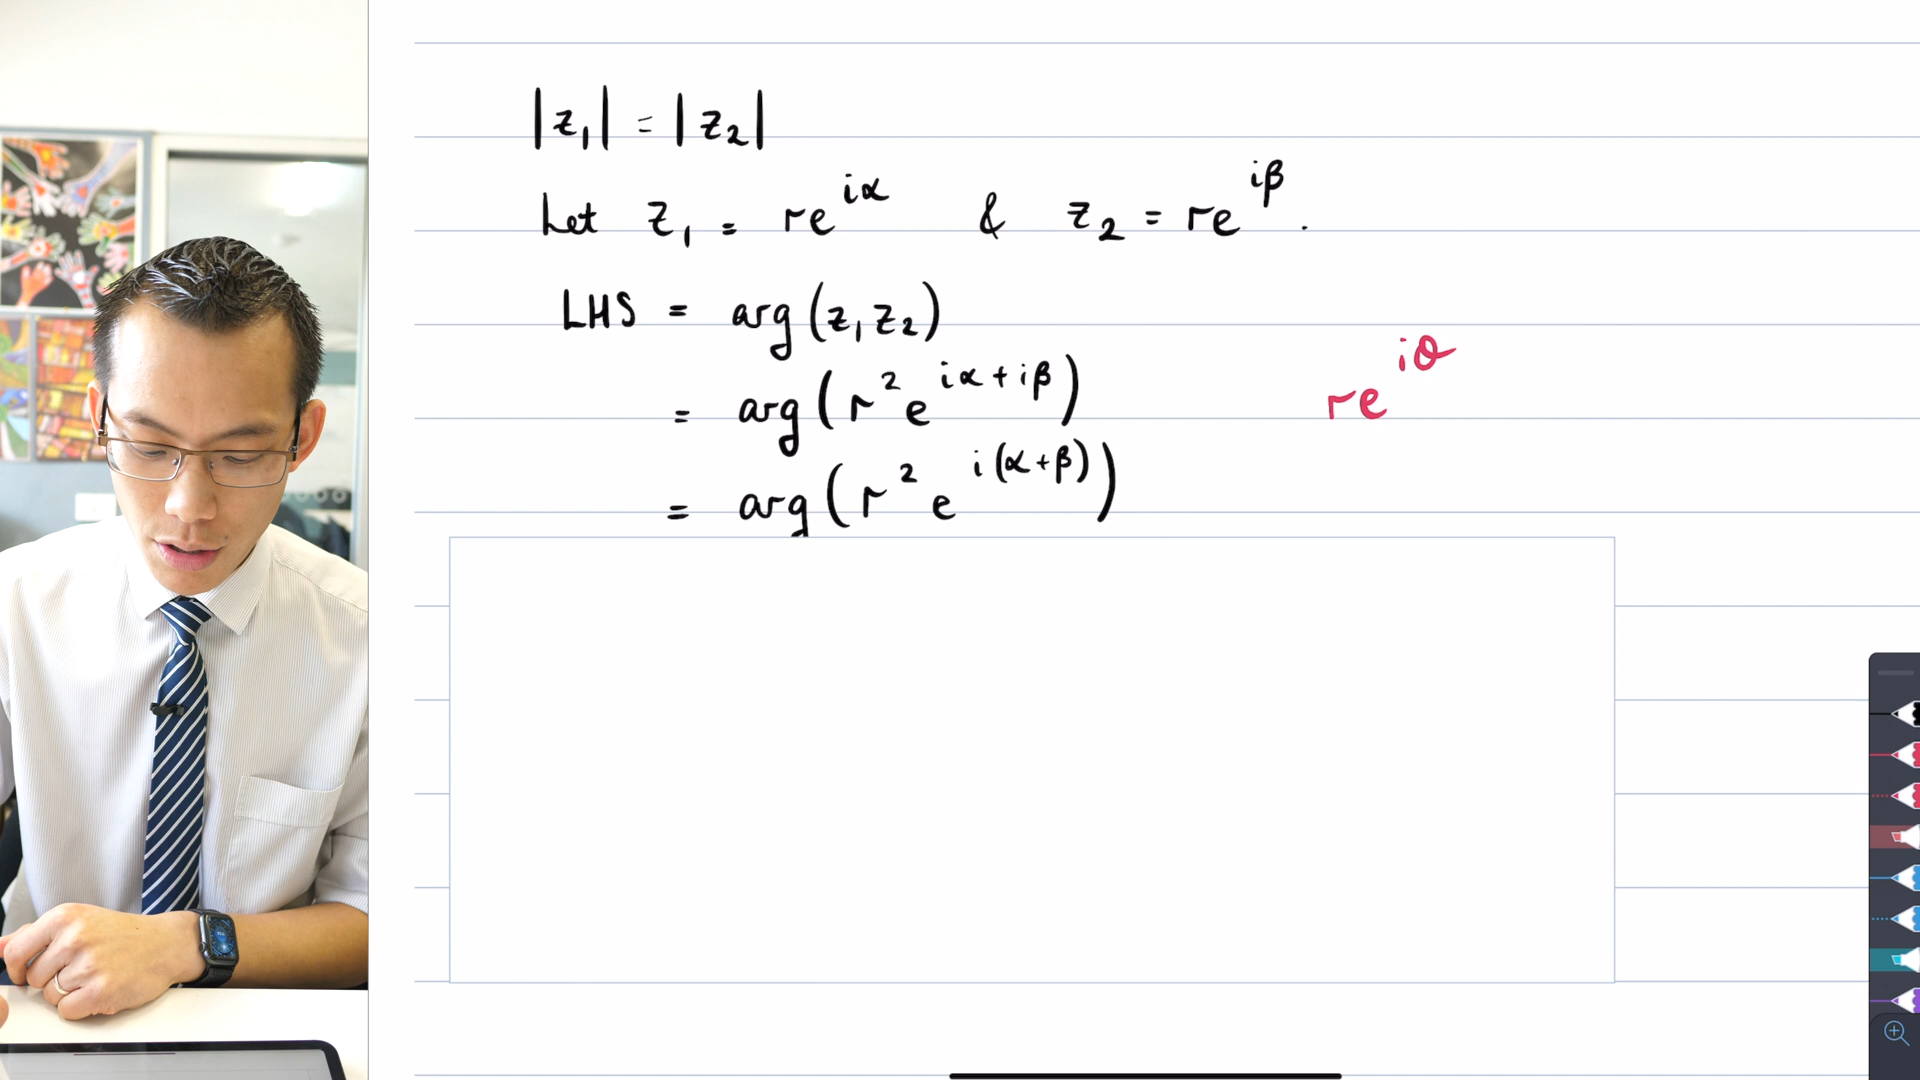 |z₁| = |z₂|
Let z₁ = re^{iα} & z₂ = re^{iβ}.
LHS = arg(z₁z₂)
= arg(r²e^{iα+iβ})
re^{iθ}
= arg(r²e^{i(α+β)})